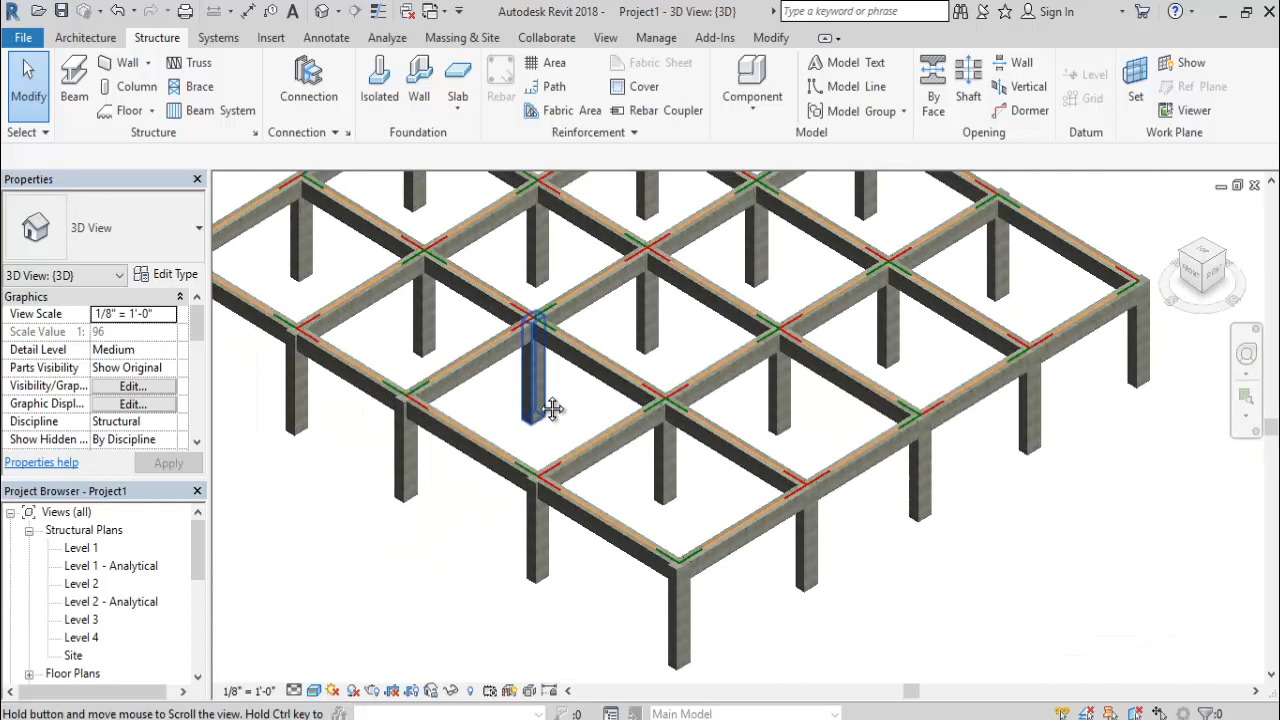 Autodesk Revit 2018 - Project1 - 3D View: {3D}
Type a keyword or phrase
Sign In
File Architecture Structure Systems Insert Annotate Analyze Massing & Site Collaborate View Manage Add-Ins Modify
Modify
Select
Beam
Wall
Column
Floor
Truss
Brace
Beam System
Structure
Connection
Connection
Isolated
Wall
Slab
Foundation
Rebar
Area
Path
Fabric Area
Fabric Sheet
Cover
Rebar Coupler
Reinforcement
Component
Model Text
Model Line
Model Group
Model
By
Face
Shaft
Wall
Vertical
Dormer
Opening
Level
Grid
Datum
Set
Show
Ref Plane
Viewer
Work Plane
Properties
3D View
3D View: {3D}
Edit Type
Graphics
View Scale 1/8" = 1'-0"
Scale Value 1: 96
Detail Level Medium
Parts Visibility Show Original
Visibility/Grap... Edit...
Graphic Displ... Edit...
Discipline Structural
Show Hidden ... By Discipline
Properties help
Apply
Project Browser - Project1
Views (all)
Structural Plans
Level 1
Level 1 - Analytical
Level 2
Level 2 - Analytical
Level 3
Level 4
Site
Floor Plans
TOP
FRONT
RIGHT
1/8" = 1'-0"
Hold button and move mouse to Scroll the view. Hold Ctrl key to
:0
Main Model
:0